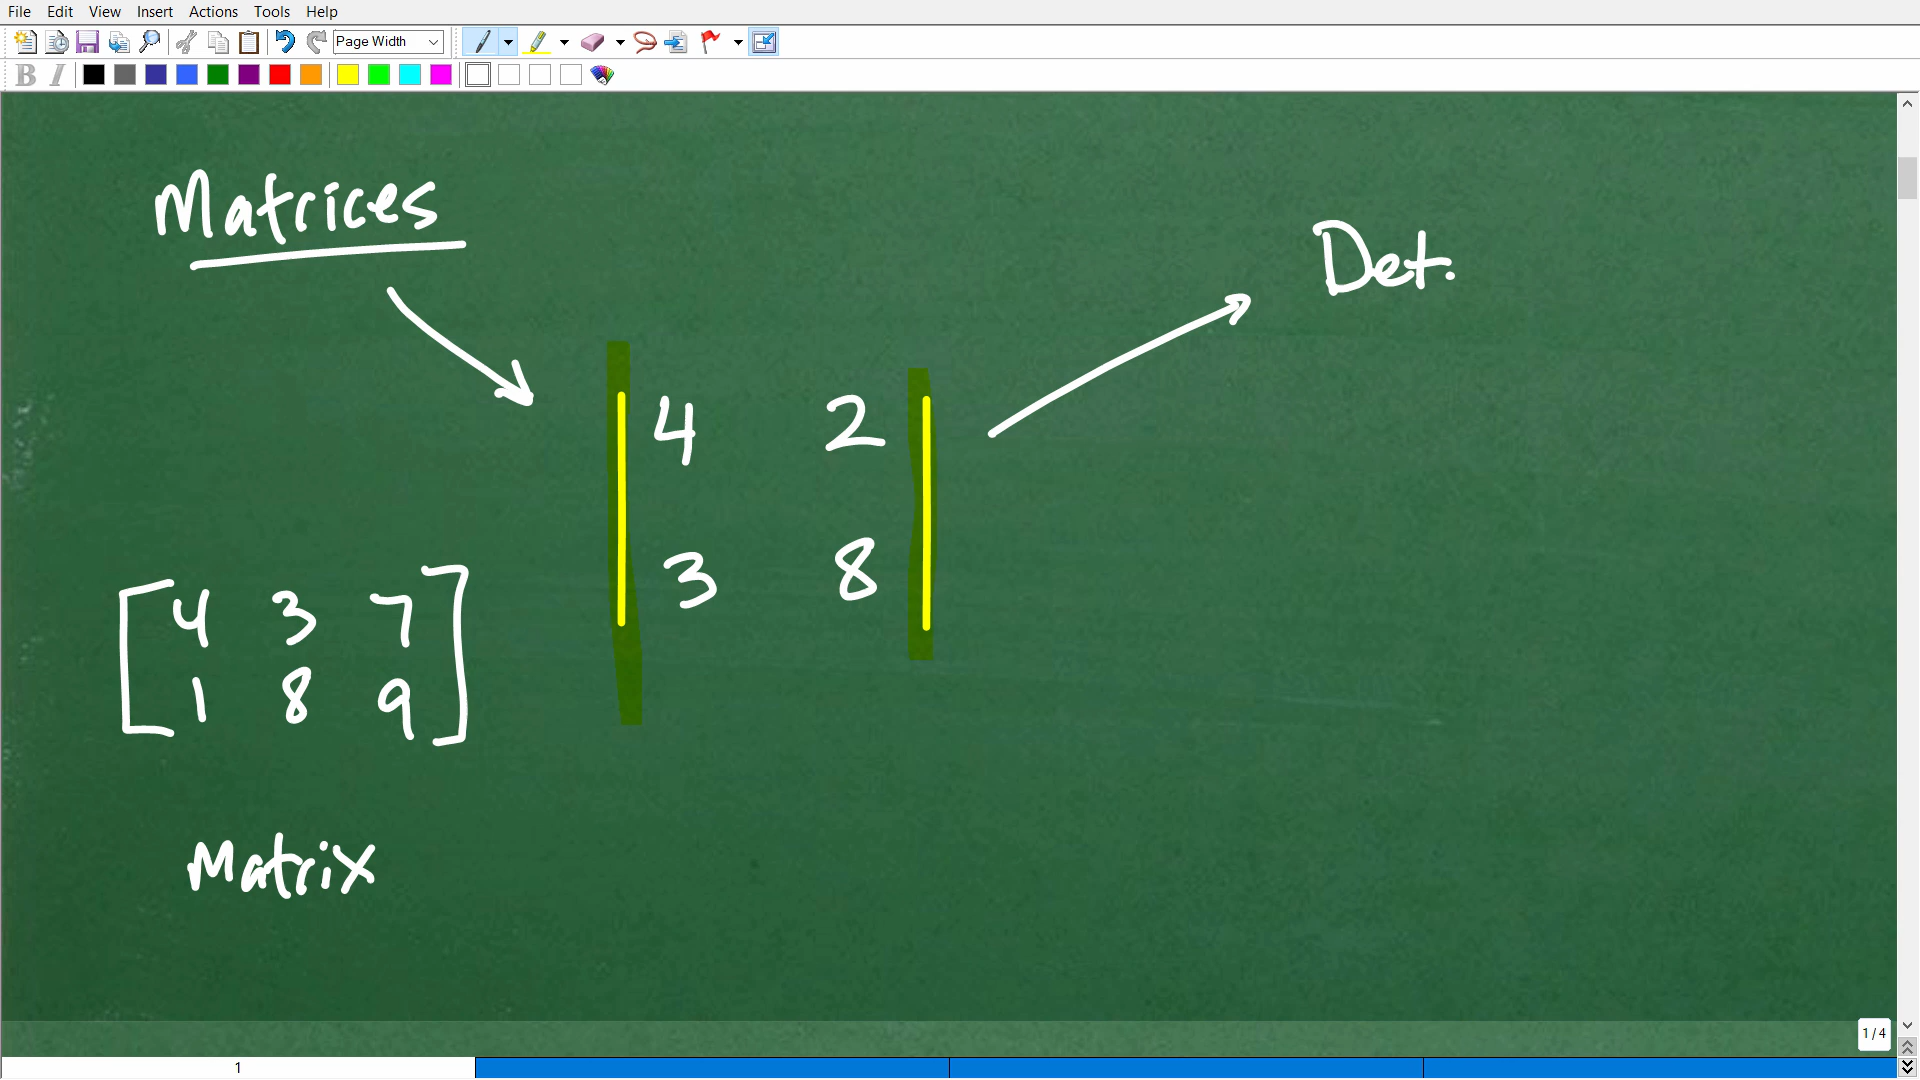 File Edit View Insert Actions Tools Help
Page Width
B I
Matrices
Det.
4 2
3 8
4 3 7
1 8 9
Matrix
1 / 4
1